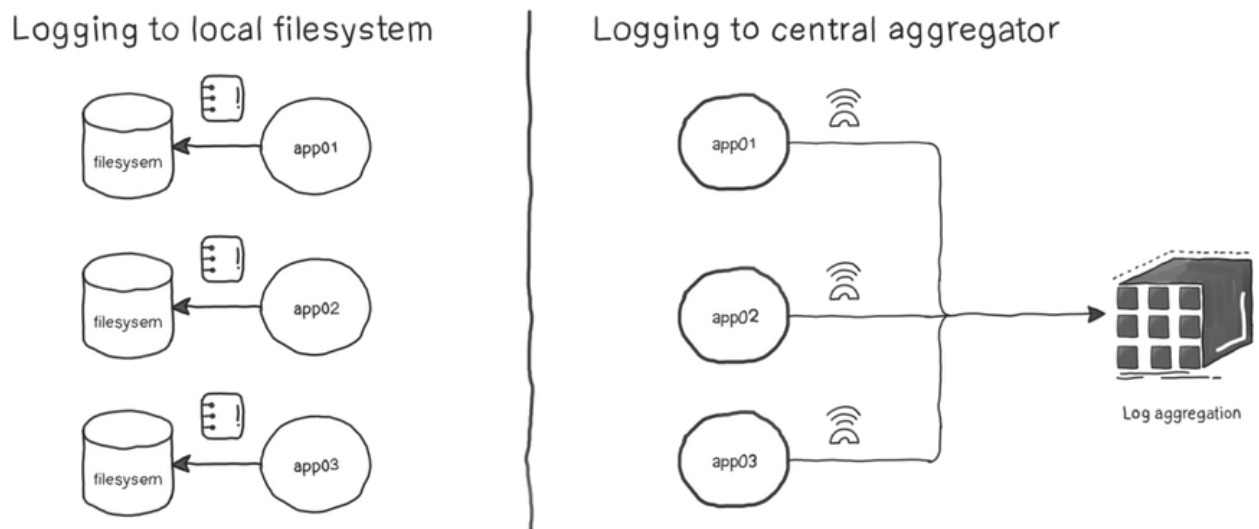 Logging to local filesystem
filesysem
app01
filesysem
app02
filesysem
app03
Logging to central aggregator
app01
app02
app03
Log aggregation